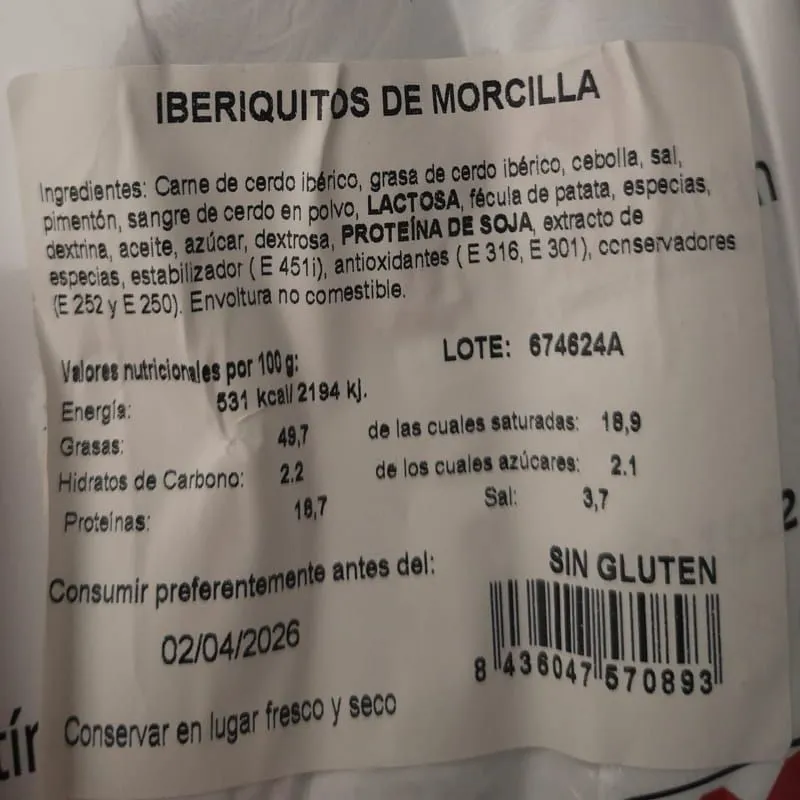 IBERIQUITOS DE MORCILLA
Ingredientes: Carne de cerdo ibérico, grasa de cerdo ibérico, cebolla, sal,
pimentón, sangre de cerdo en polvo, LACTOSA, fécula de patata, especias,
dextrina, aceite, azúcar, dextrosa, PROTEÍNA DE SOJA, extracto de
especias, estabilizador ( E 451i), antioxidantes ( E 316, E 301), conservadores
(E 252 y E 250). Envoltura no comestible.
LOTE: 674624A
Valores nutricionales por 100 g:
Energía: 531 kcal/ 2194 kj.
Grasas: 49,7 de las cuales saturadas: 18,9
Hidratos de Carbono: 2.2 de los cuales azúcares: 2.1
Proteínas: 18,7 Sal: 3,7
Consumir preferentemente antes del:
02/04/2026
SIN GLUTEN
8 436047 570893
Conservar en lugar fresco y seco
tír